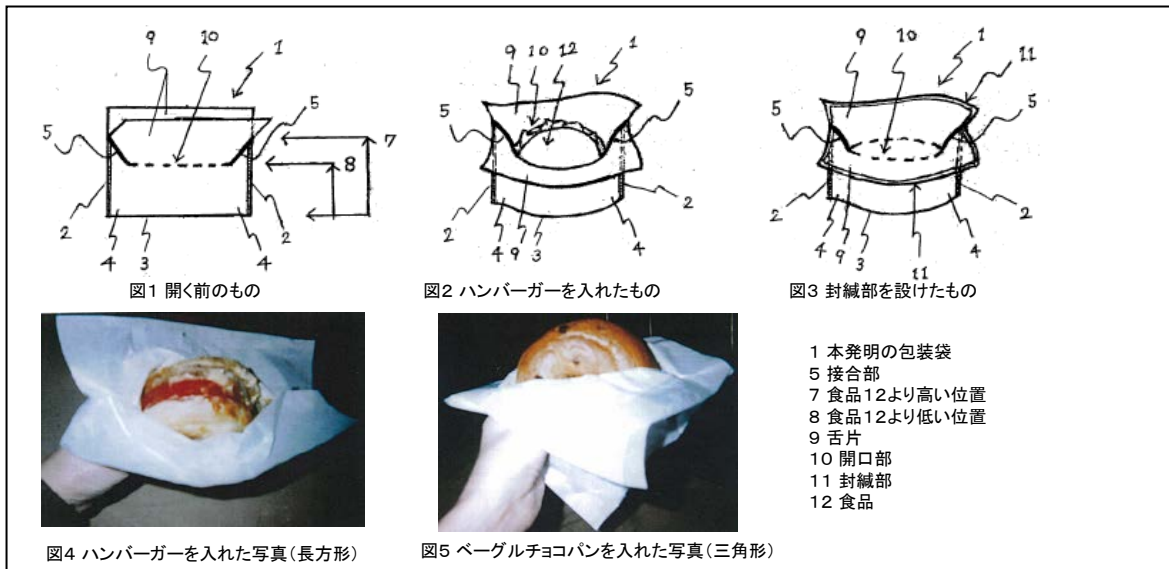 9 10 1
5 5
7
8
2 2
4 3 4
図1 開く前のもの
9 10 12 1
5 5
2 2
4 9 3 4
図2 ハンバーガーを入れたもの
9 10 1 11
5 5
2 2
4 9 3 11 4
図3 封緘部を設けたもの
図4 ハンバーガーを入れた写真(長方形)
図5 ベーグルチョコパンを入れた写真(三角形)
1 本発明の包装袋
5 接合部
7 食品12より高い位置
8 食品12より低い位置
9 舌片
10 開口部
11 封緘部
12 食品